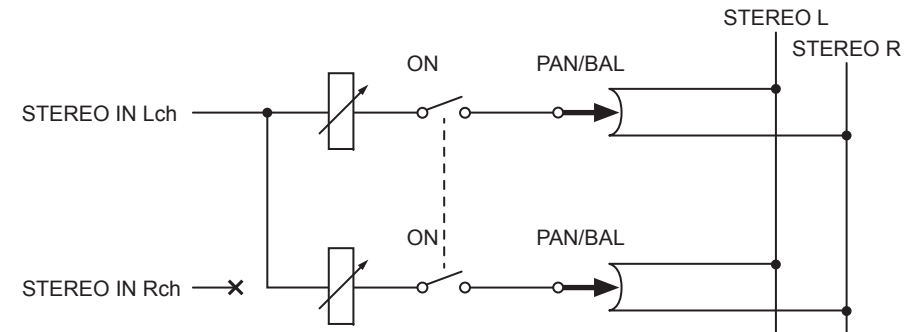 STEREO L
STEREO R
ON PAN/BAL
STEREO IN Lch
ON PAN/BAL
STEREO IN Rch